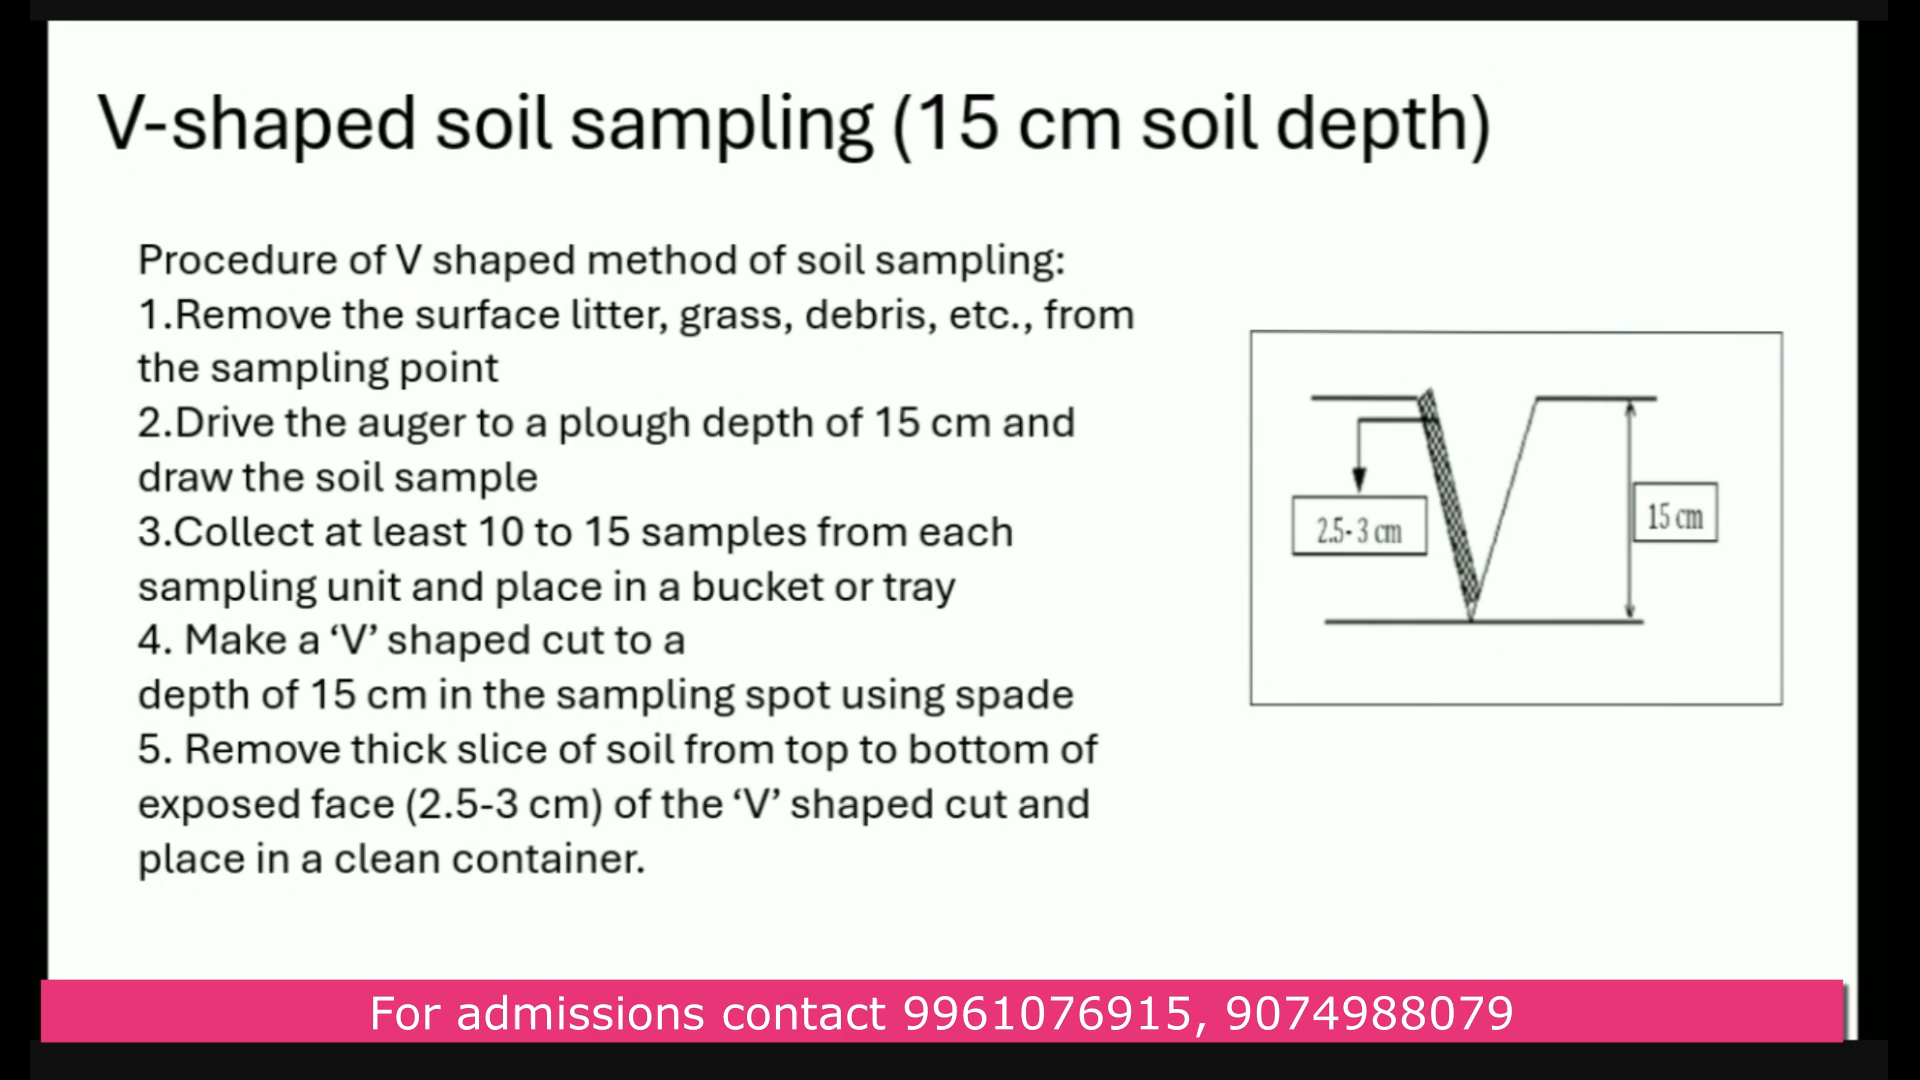 V-shaped soil sampling (15 cm soil depth)
Procedure of V shaped method of soil sampling:
1.Remove the surface litter, grass, debris, etc., from
the sampling point
2.Drive the auger to a plough depth of 15 cm and
draw the soil sample
3.Collect at least 10 to 15 samples from each
sampling unit and place in a bucket or tray
4. Make a ‘V’ shaped cut to a
depth of 15 cm in the sampling spot using spade
5. Remove thick slice of soil from top to bottom of
exposed face (2.5-3 cm) of the ‘V’ shaped cut and
place in a clean container.
2.5- 3 cm
15 cm
For admissions contact 9961076915, 9074988079